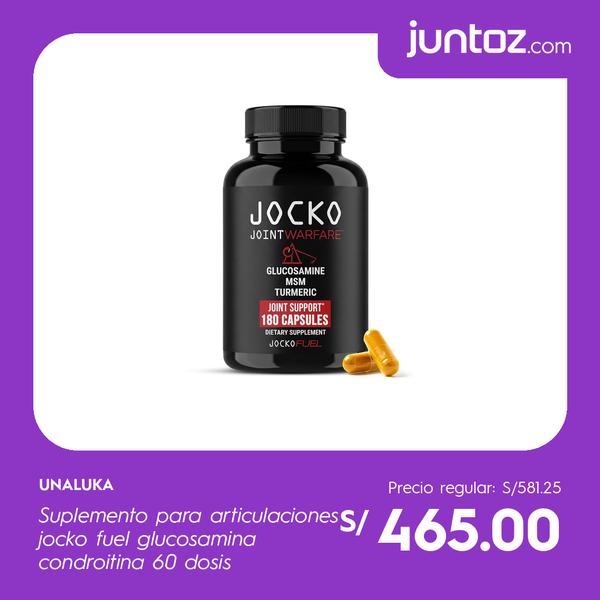 juntoz.com
JOCKO
JOINT WARFARE™
GLUCOSAMINE
MSM
TURMERIC
JOINT SUPPORT*
180 CAPSULES
DIETARY SUPPLEMENT
JOCKO FUEL
UNALUKA
Suplemento para articulaciones
jocko fuel glucosamina
condroitina 60 dosis
Precio regular: S/581.25
S/ 465.00